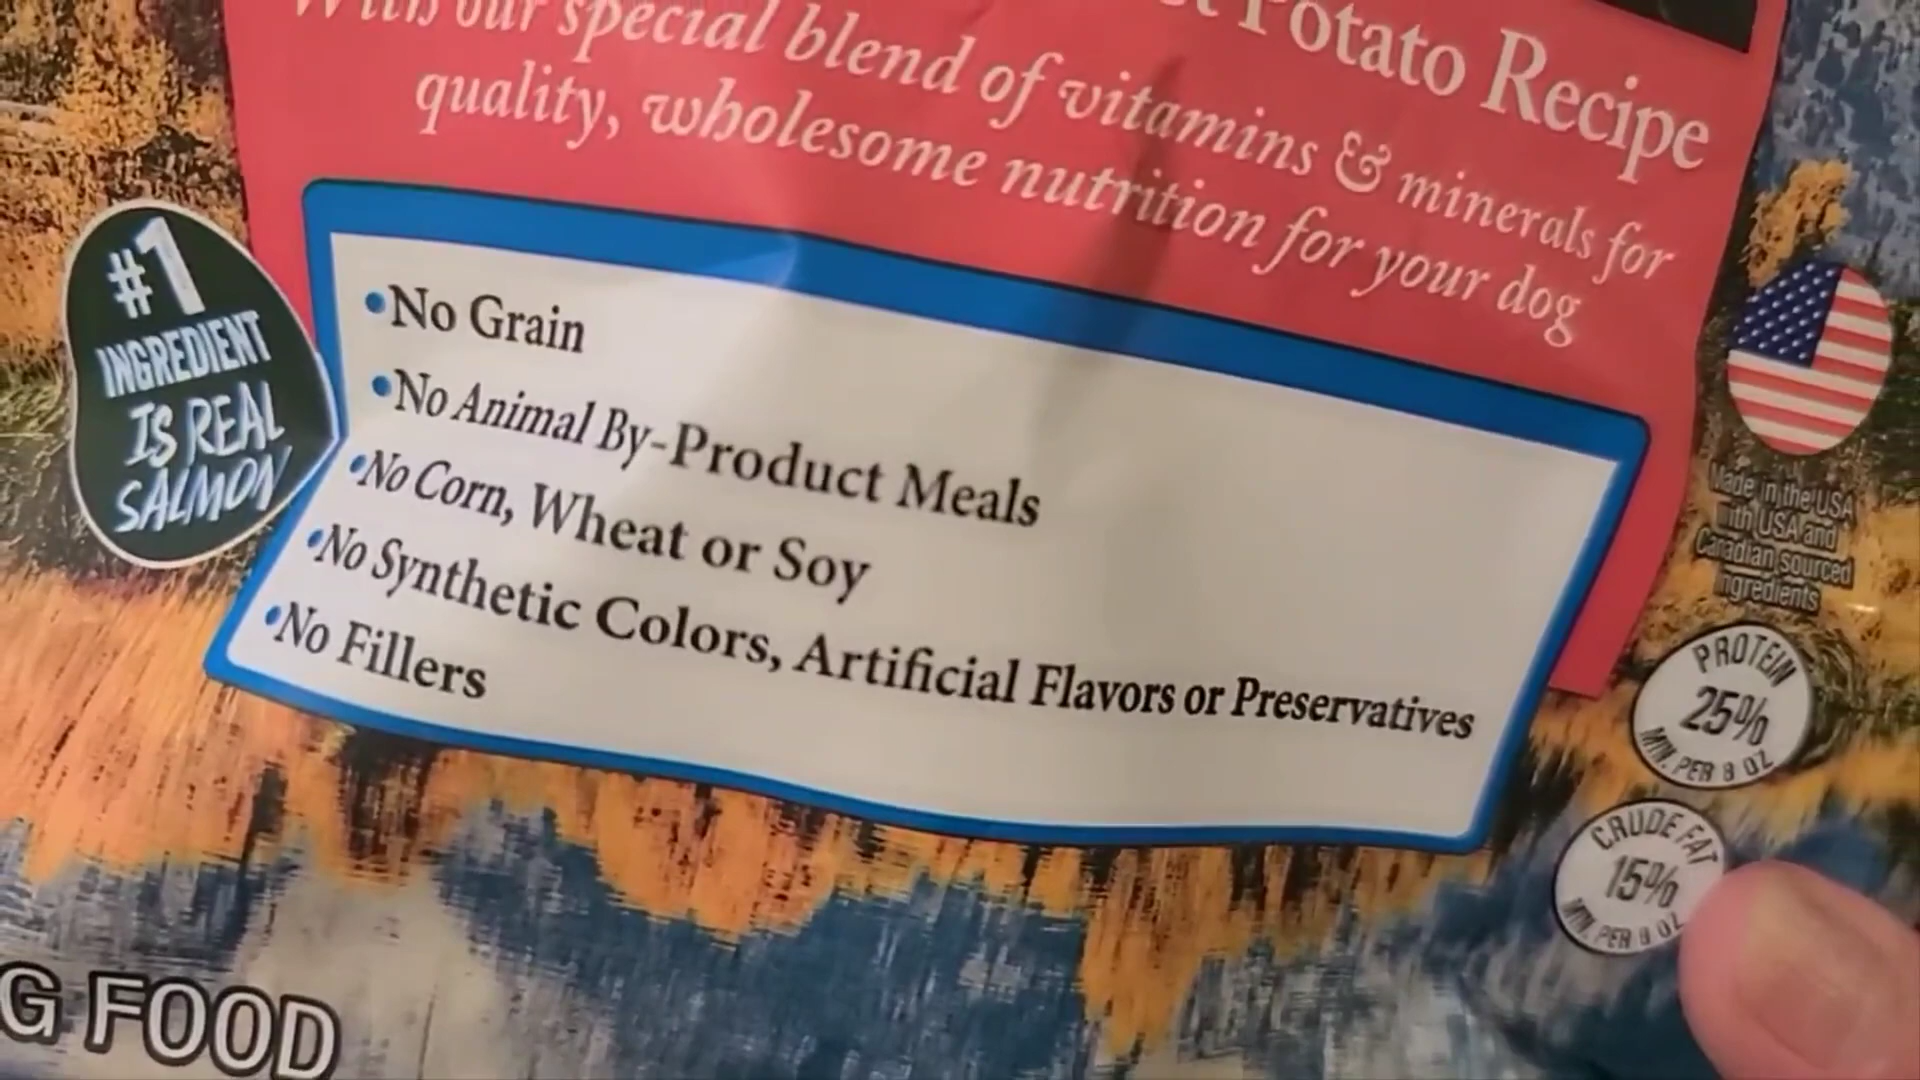 Potato Recipe
With our special blend of vitamins & minerals for
quality, wholesome nutrition for your dog
#1
INGREDIENT
IS REAL
SALMON
•No Grain
•No Animal By-Product Meals
•No Corn, Wheat or Soy
•No Synthetic Colors, Artificial Flavors or Preservatives
•No Fillers
Made in the USA
with USA and
Canadian sourced
ingredients
PROTEIN
25%
MIN. PER 8 OZ
CRUDE FAT
15%
MIN. PER 8 OZ
G FOOD